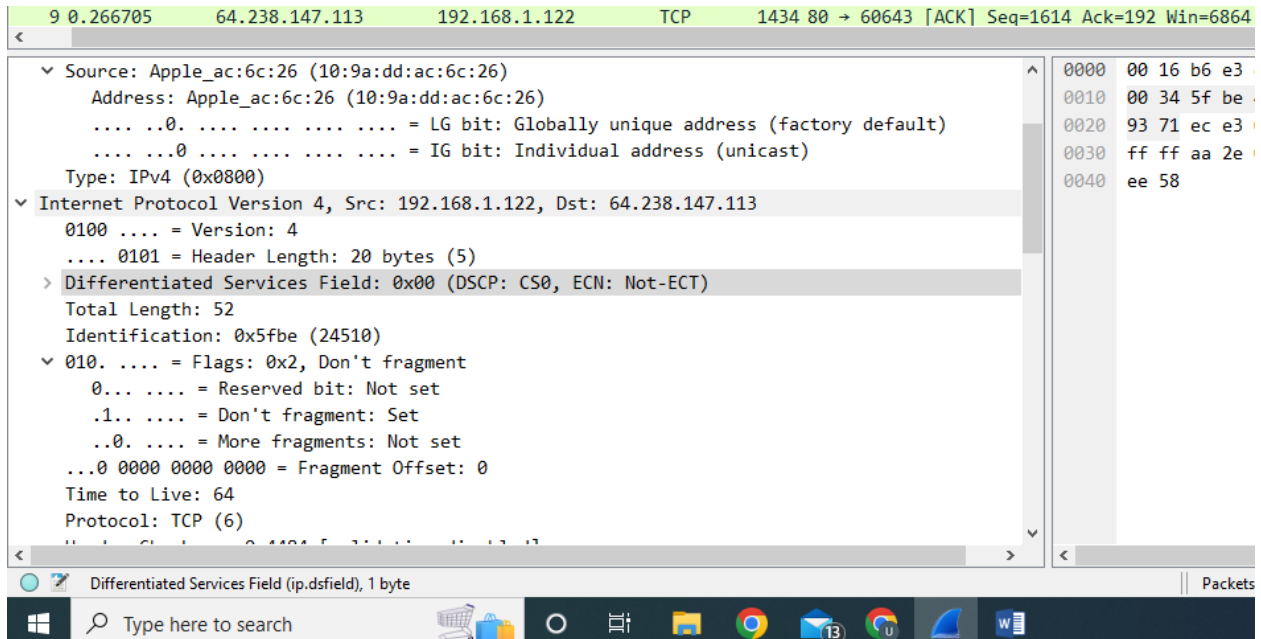 9 0.266705 64.238.147.113 192.168.1.122 TCP 1434 80 → 60643 [ACK] Seq=1614 Ack=192 Win=6864
Source: Apple_ac:6c:26 (10:9a:dd:ac:6c:26)
Address: Apple_ac:6c:26 (10:9a:dd:ac:6c:26)
.... ..0. .... .... .... .... = LG bit: Globally unique address (factory default)
.... ...0 .... .... .... .... = IG bit: Individual address (unicast)
Type: IPv4 (0x0800)
Internet Protocol Version 4, Src: 192.168.1.122, Dst: 64.238.147.113
0100 .... = Version: 4
.... 0101 = Header Length: 20 bytes (5)
Differentiated Services Field: 0x00 (DSCP: CS0, ECN: Not-ECT)
Total Length: 52
Identification: 0x5fbe (24510)
010. .... = Flags: 0x2, Don't fragment
0... .... = Reserved bit: Not set
.1.. .... = Don't fragment: Set
..0. .... = More fragments: Not set
...0 0000 0000 0000 = Fragment Offset: 0
Time to Live: 64
Protocol: TCP (6)
0000 00 16 b6 e3
0010 00 34 5f be
0020 93 71 ec e3
0030 ff ff aa 2e
0040 ee 58
Differentiated Services Field (ip.dsfield), 1 byte
Packets
Type here to search
13
U
W